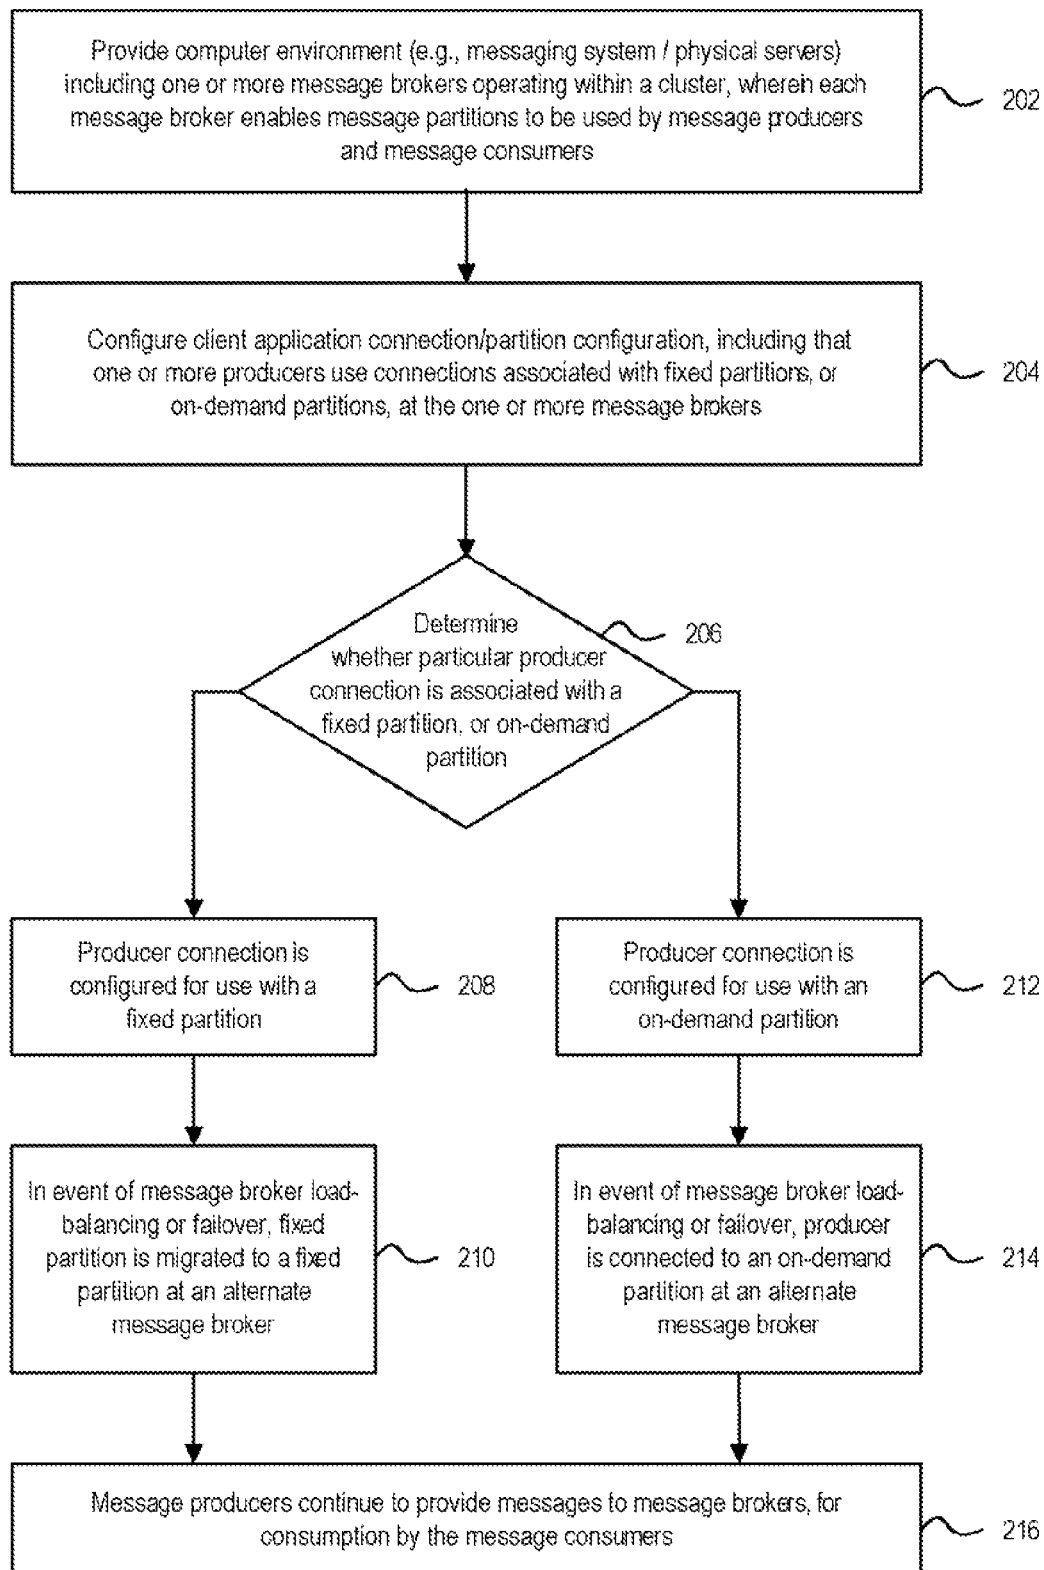 Provide computer environment (e.g., messaging system / physical servers)
including one or more message brokers operating within a cluster, wherein each
message broker enables message partitions to be used by message producers
and message consumers
202
Configure client application connection/partition configuration, including that
one or more producers use connections associated with fixed partitions, or
on-demand partitions, at the one or more message brokers
204
Determine
whether particular producer
connection is associated with a
fixed partition, or on-demand
partition
206
Producer connection is
configured for use with a
fixed partition
208
Producer connection is
configured for use with an
on-demand partition
212
In event of message broker load-
balancing or failover, fixed
partition is migrated to a fixed
partition at an alternate
message broker
210
In event of message broker load-
balancing or failover, producer
is connected to an on-demand
partition at an alternate
message broker
214
Message producers continue to provide messages to message brokers, for
consumption by the message consumers
216